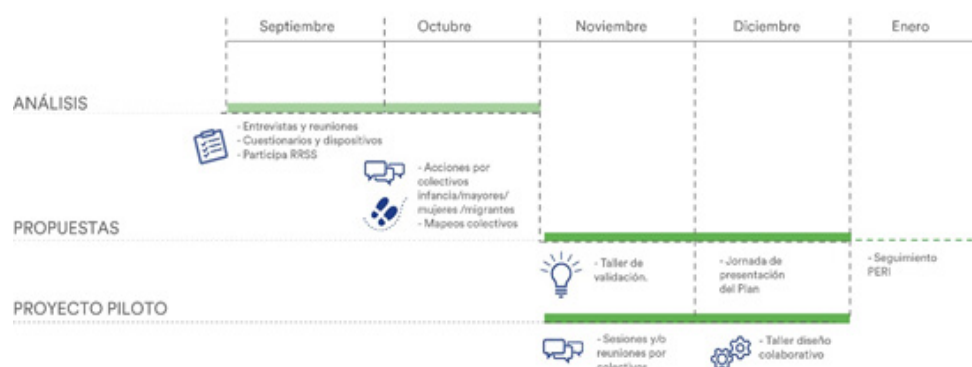 Septiembre Octubre Noviembre Diciembre Enero
ANÁLISIS
- Entrevistas y reuniones
- Cuestionarios y dispositivos
- Participa RRSS
- Acciones por
colectivos
infancia/mayores/
mujeres /migrantes
- Mapeos colectivos
PROPUESTAS
- Taller de
validación.
- Jornada de
presentación
del Plan
- Seguimiento
PERI
PROYECTO PILOTO
- Sesiones y/o
reuniones por
- Taller diseño
colaborativo